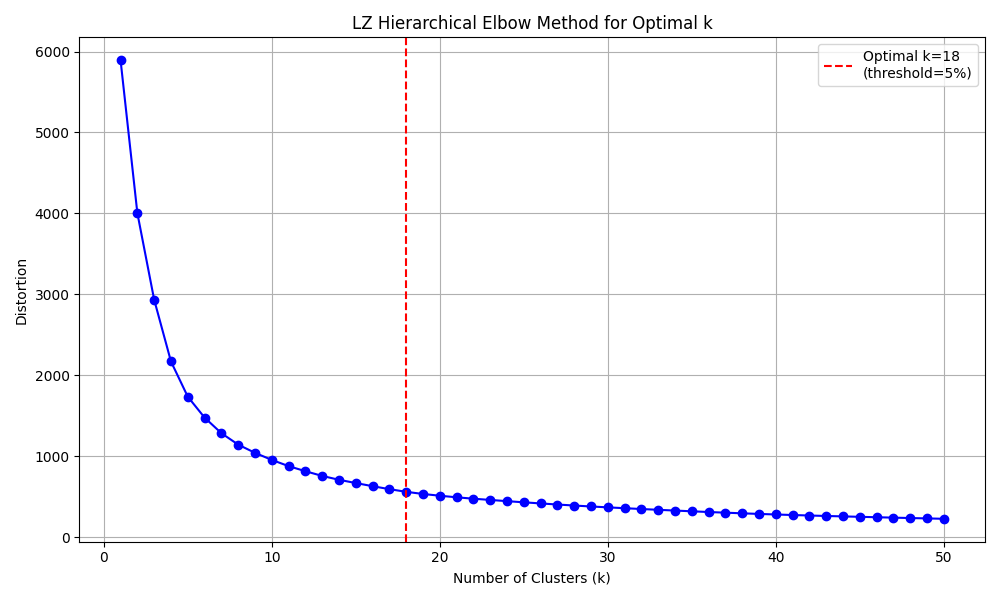 LZ Hierarchical Elbow Method for Optimal k
Optimal k=18
(threshold=5%)
6000
5000
4000
3000
2000
1000
0
Distortion
0 10 20 30 40 50
Number of Clusters (k)